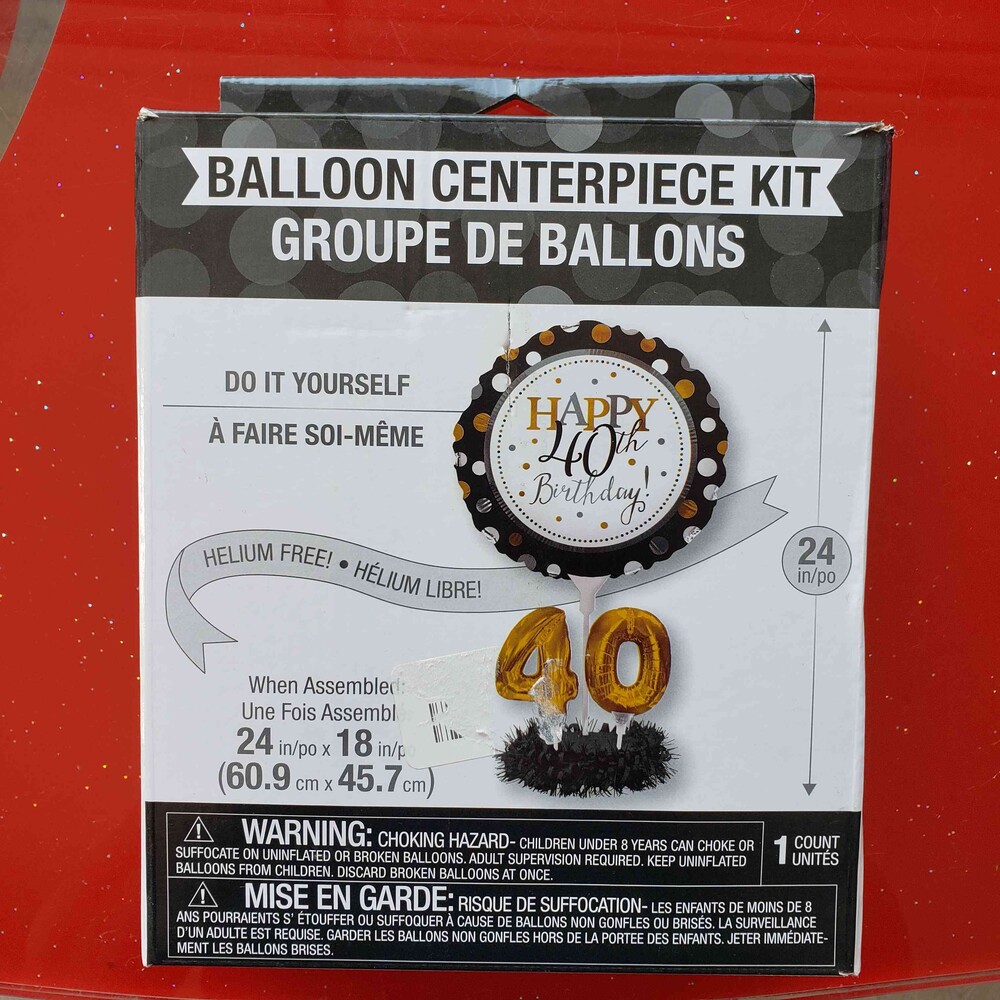 BALLOON CENTERPIECE KIT
GROUPE DE BALLONS
DO IT YOURSELF
À FAIRE SOI-MÊME
HAPPY
40th
Birthday!
HELIUM FREE! • HÉLIUM LIBRE!
24
in/po
40
When Assembled:
Une Fois Assembl
24 in/po x 18 in/p
(60.9 cm x 45.7cm)
WARNING: CHOKING HAZARD- CHILDREN UNDER 8 YEARS CAN CHOKE OR
SUFFOCATE ON UNINFLATED OR BROKEN BALLOONS. ADULT SUPERVISION REQUIRED. KEEP UNINFLATED
BALLOONS FROM CHILDREN. DISCARD BROKEN BALLOONS AT ONCE.
1 COUNT
UNITÉS
MISE EN GARDE: RISQUE DE SUFFOCATION- LES ENFANTS DE MOINS DE 8
ANS POURRAIENTS S' ÉTOUFFER OU SUFFOQUER À CAUSE DE BALLONS NON GONFLES OU BRISÉS. LA SURVEILLANCE
D'UN ADULTE EST REQUISE. GARDER LES BALLONS NON GONFLES HORS DE LA PORTEE DES ENFANTS. JETER IMMÉDIATE-
MENT LES BALLONS BRISES.